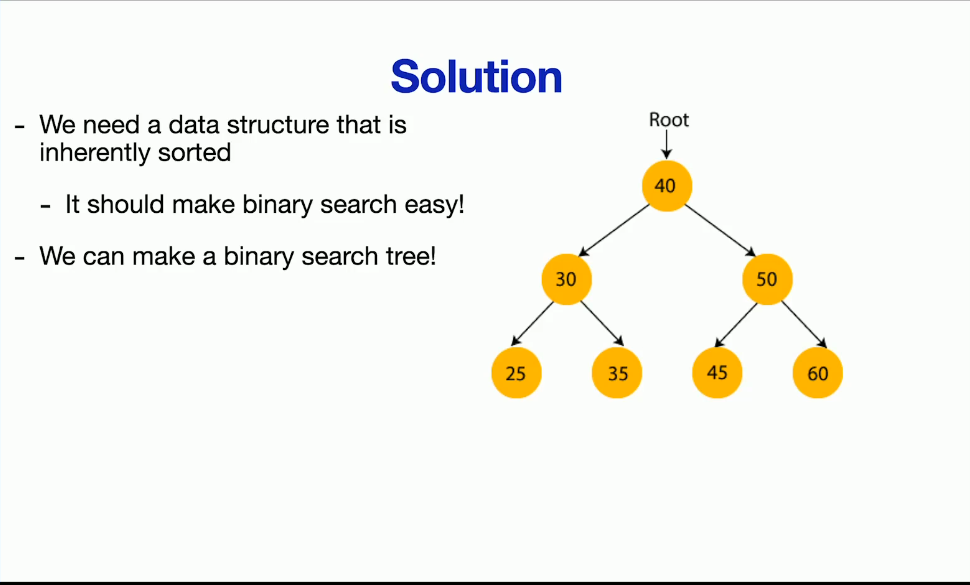 Solution
- We need a data structure that is
inherently sorted
- It should make binary search easy!
- We can make a binary search tree!
Root
40
30
50
25
35
45
60